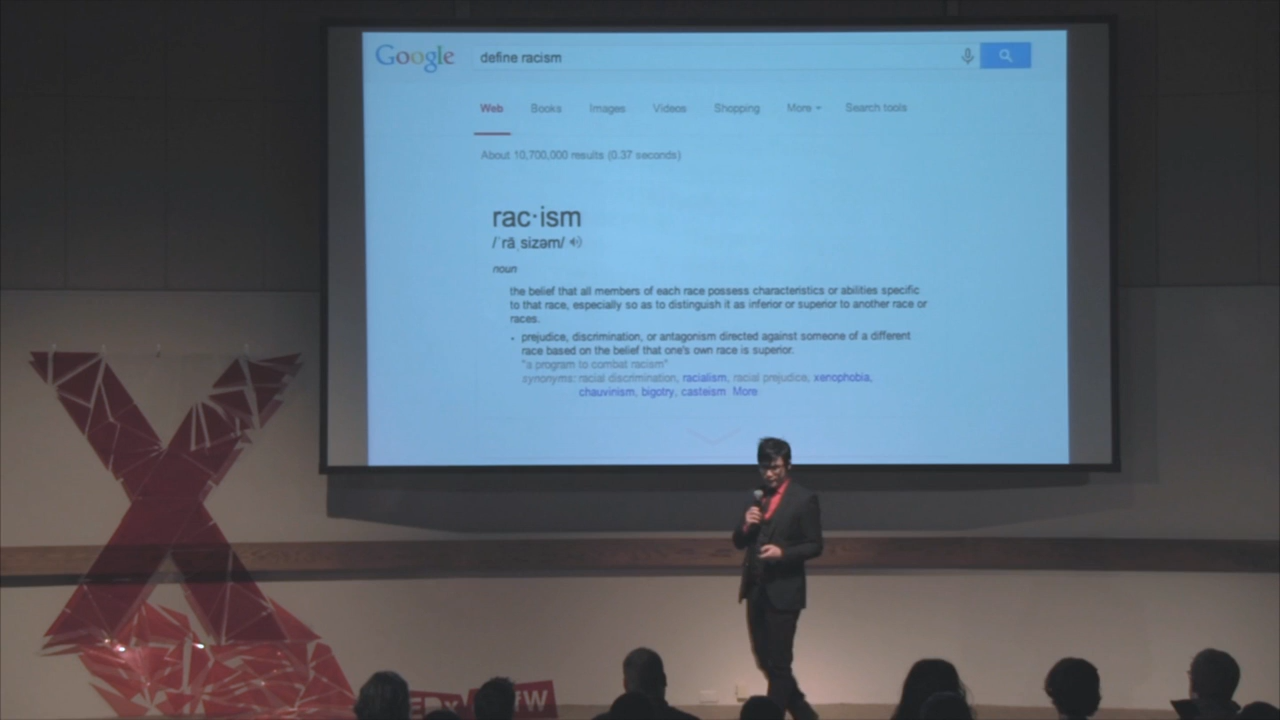 Google define racism
Web Books Images Videos Shopping More Search tools
About 10,700,000 results (0.37 seconds)
rac·ism
/ˈrāˌsizəm/
noun
the belief that all members of each race possess characteristics or abilities specific
to that race, especially so as to distinguish it as inferior or superior to another race or
races.
• prejudice, discrimination, or antagonism directed against someone of a different
race based on the belief that one's own race is superior.
"a program to combat racism"
synonyms: racial discrimination, racialism, racial prejudice, xenophobia,
chauvinism, bigotry, casteism More
X